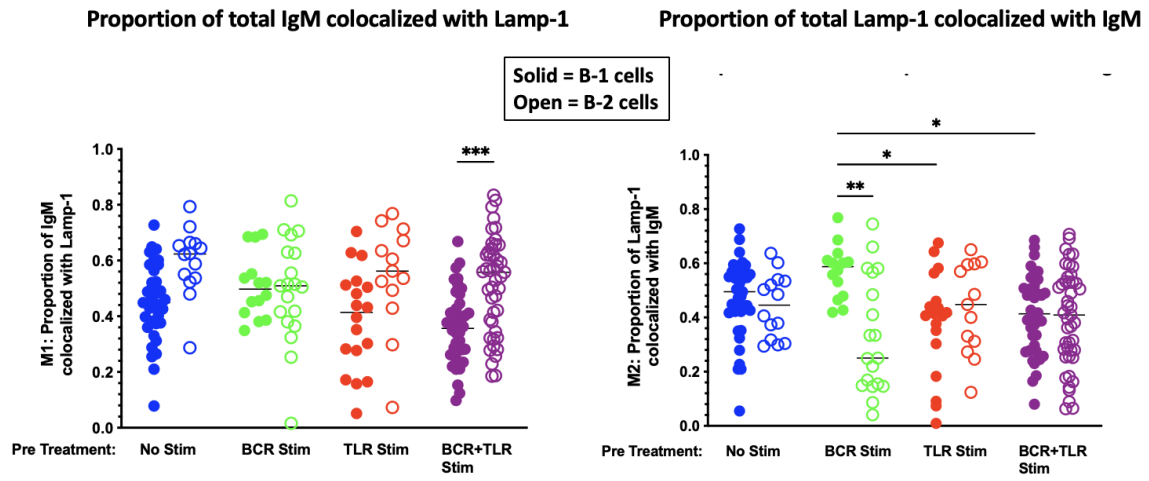 Proportion of total IgM colocalized with Lamp-1
Proportion of total Lamp-1 colocalized with IgM
Solid = B-1 cells
Open = B-2 cells
M1: Proportion of IgM
colocalized with Lamp-1
1.0
0.8
0.6
0.4
0.2
0.0
***
Pre Treatment:
No Stim
BCR Stim
TLR Stim
BCR+TLR
Stim
M2: Proportion of Lamp-1
colocalized with IgM
1.0
0.8
0.6
0.4
0.2
0.0
*
*
**
Pre Treatment:
No Stim
BCR Stim
TLR Stim
BCR+TLR
Stim